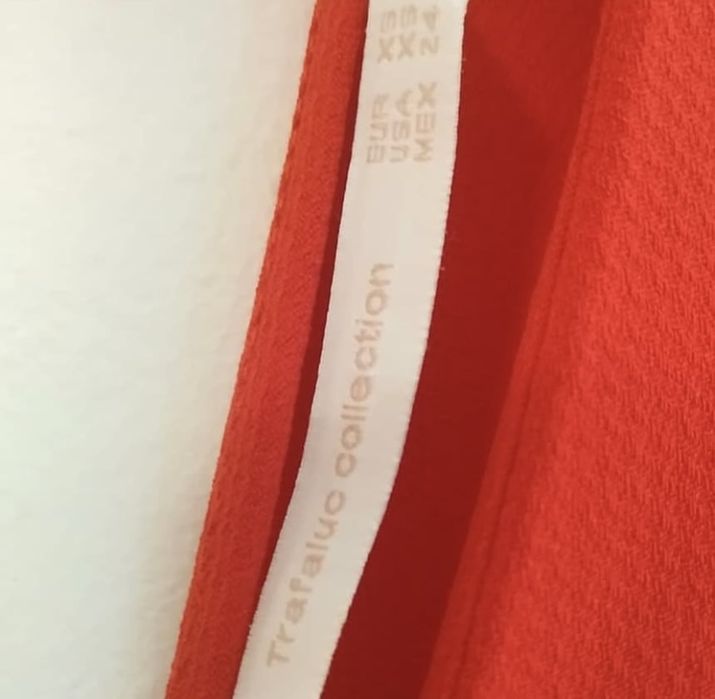 EUR XS
USA XS
MEX 24
Trafaluc collection